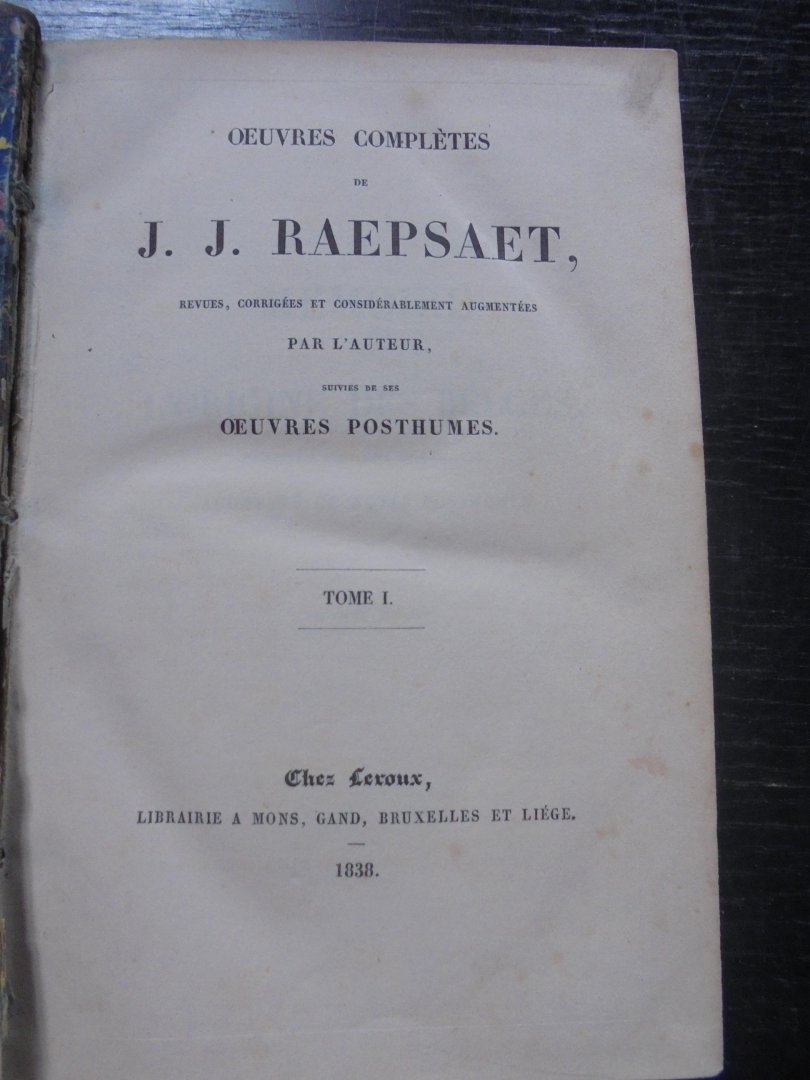 OEUVRES COMPLÈTES
DE
J. J. RAEPSAET,
REVUES, CORRIGÉES ET CONSIDÉRABLEMENT AUGMENTÉES
PAR L'AUTEUR,
SUIVIES DE SES
OEUVRES POSTHUMES.
TOME I.
Chez Leroux,
LIBRAIRIE A MONS, GAND, BRUXELLES ET LIÉGE.
1838.